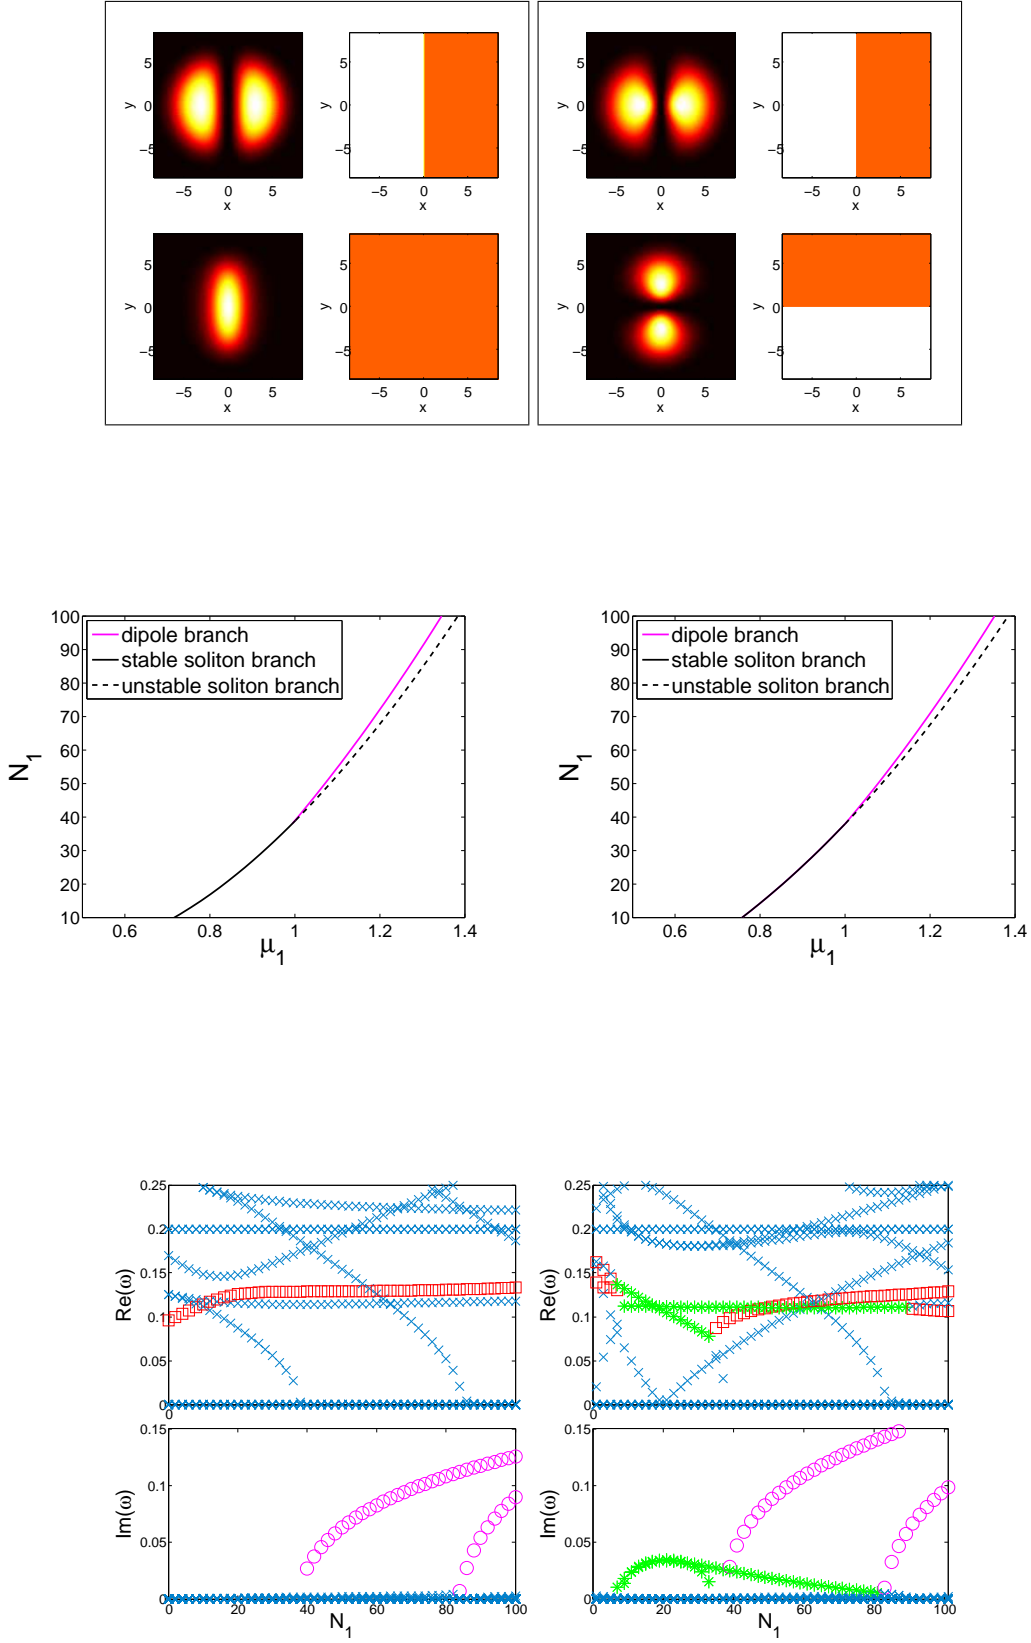 5
0
−5
y
−5 0 5
x
5
0
−5
y
−5 0 5
x
5
0
−5
y
−5 0 5
x
5
0
−5
y
−5 0 5
x
5
0
−5
y
−5 0 5
x
5
0
−5
y
−5 0 5
x
5
0
−5
y
−5 0 5
x
5
0
−5
y
−5 0 5
x
100
90
80
70
60
50
40
30
20
10
N_1
dipole branch
stable soliton branch
unstable soliton branch
0.6 0.8 1 1.2 1.4
μ_1
100
90
80
70
60
50
40
30
20
10
N_1
dipole branch
stable soliton branch
unstable soliton branch
0.6 0.8 1 1.2 1.4
μ_1
0.25
0.2
0.15
0.1
0.05
0
Re(ω)
0
0.15
0.1
0.05
0
Im(ω)
0 20 40 60 80 100
N_1
0.25
0.2
0.15
0.1
0.05
0
Re(ω)
0
0.15
0.1
0.05
0
Im(ω)
0 20 40 60 80 100
N_1